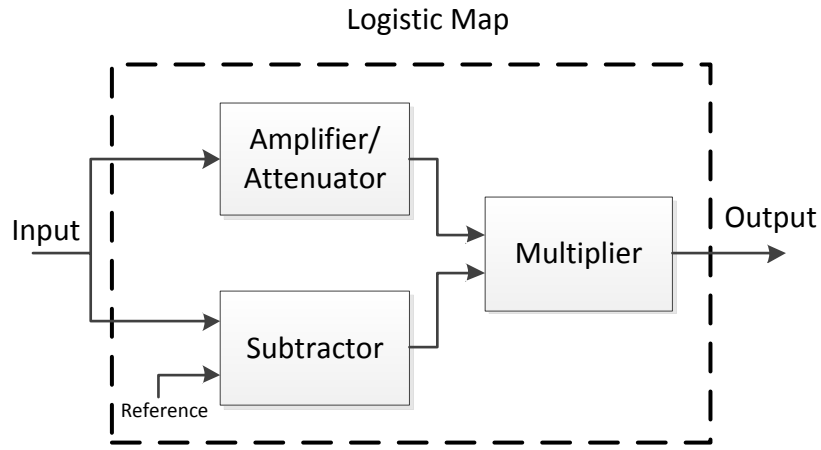 Logistic Map
Amplifier/
Attenuator
Input
Output
Multiplier
Subtractor
Reference